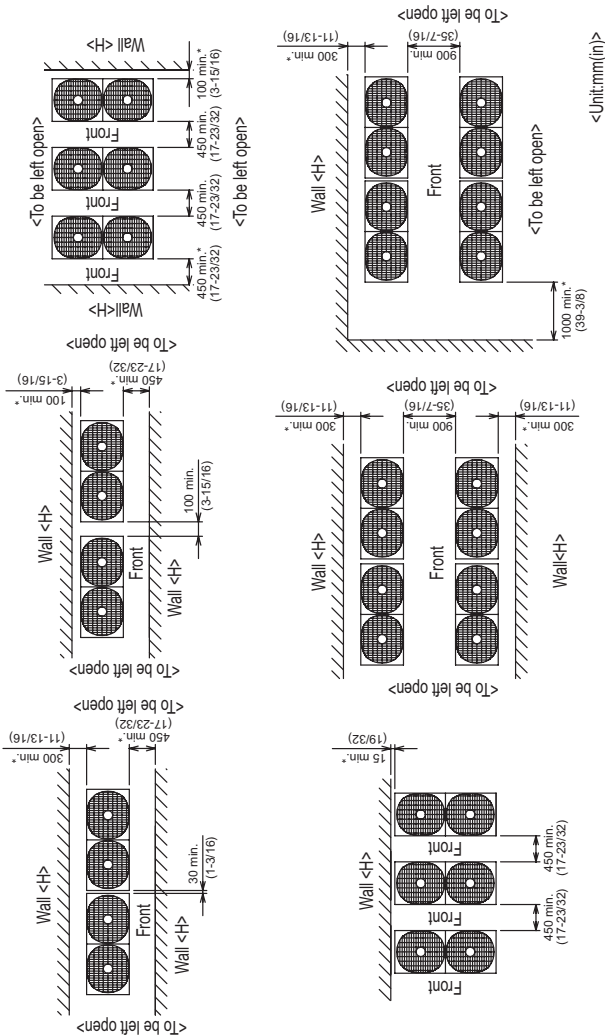 Wall <H>
300 min.*
(11-13/16)
450 min.*
(17-23/32)
30 min.
(1-3/16)
Front
Wall <H>
<To be left open>
<To be left open>
Wall <H>
100 min.*
(3-15/16)
450 min.*
(17-23/32)
100 min.
(3-15/16)
Front
Wall <H>
<To be left open>
<To be left open>
<To be left open>
Wall <H>
100 min.*
(3-15/16)
Front
450 min.
(17-23/32)
Front
450 min.
(17-23/32)
Front
450 min.*
(17-23/32)
Wall<H>
<To be left open>
Wall <H>
15 min.*
(19/32)
Front
450 min.
(17-23/32)
Front
450 min.
(17-23/32)
Front
Wall <H>
300 min.*
(11-13/16)
900 min.
(35-7/16)
300 min.*
(11-13/16)
Front
Wall<H>
<To be left open>
<To be left open>
Wall <H>
300 min.*
(11-13/16)
900 min.
(35-7/16)
Front
<To be left open>
<To be left open>
1000 min.*
(39-3/8)
<Unit:mm(in)>